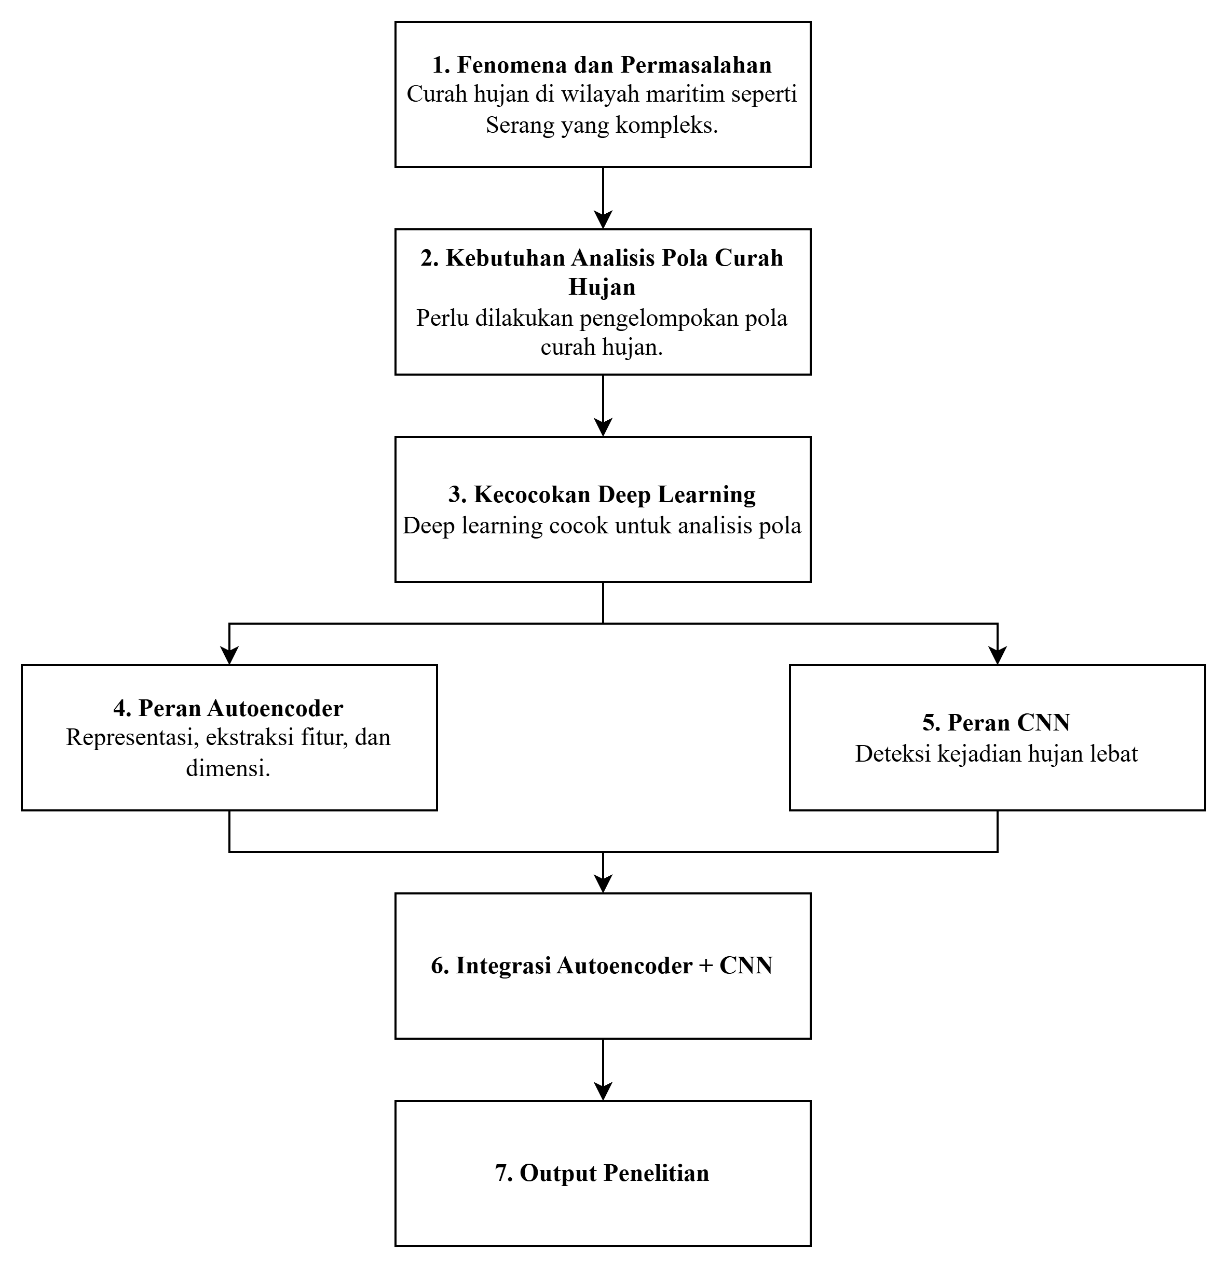 1. Fenomena dan Permasalahan
Curah hujan di wilayah maritim seperti
Serang yang kompleks.
2. Kebutuhan Analisis Pola Curah
Hujan
Perlu dilakukan pengelompokan pola
curah hujan.
3. Kecocokan Deep Learning
Deep learning cocok untuk analisis pola
4. Peran Autoencoder
Representasi, ekstraksi fitur, dan
dimensi.
5. Peran CNN
Deteksi kejadian hujan lebat
6. Integrasi Autoencoder + CNN
7. Output Penelitian